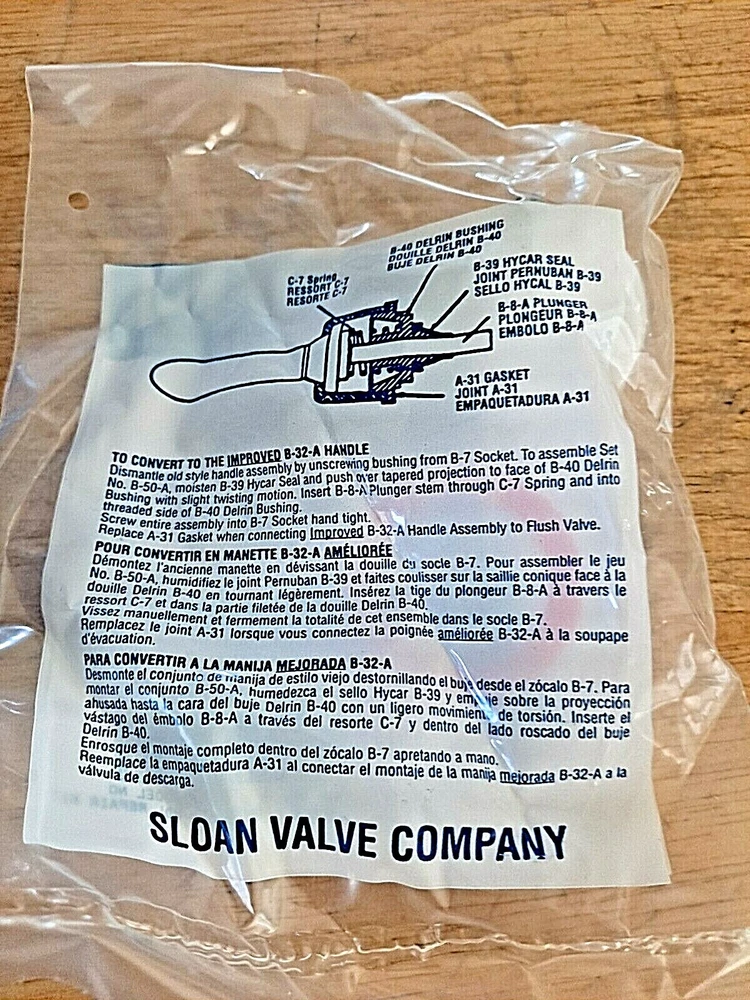 B-40 DELRIN BUSHING
DOUILLE DELRIN B-40
BUJE DELRIN B-40
C-7 Spring
RESSORT C-7
RESORTE C-7
B-39 HYCAR SEAL
JOINT PERNUBAN B-39
SELLO HYCAL B-39
B-8-A PLUNGER
PLONGEUR B-8-A
EMBOLO B-8-A
A-31 GASKET
JOINT A-31
EMPAQUETADURA A-31
TO CONVERT TO THE IMPROVED B-32-A HANDLE
Dismantle old style handle assembly by unscrewing bushing from B-7 Socket. To assemble Set
No. B-50-A, moisten B-39 Hycar Seal and push over tapered projection to face of B-40 Delrin
Bushing with slight twisting motion. Insert B-8-A Plunger stem through C-7 Spring and into
threaded side of B-40 Delrin Bushing.
Screw entire assembly into B-7 Socket hand tight.
Replace A-31 Gasket when connecting Improved B-32-A Handle Assembly to Flush Valve.
POUR CONVERTIR EN MANETTE B-32-A AMÉLIORÉE
Démontez l'ancienne manette en dévissant la douille du socle B-7. Pour assembler le jeu
No. B-50-A, humidifiez le joint Pernuban B-39 et faites coulisser sur la saillie conique face à la
douille Delrin B-40 en tournant légèrement. Insérez la tige du plongeur B-8-A à travers le
ressort C-7 et dans la partie filetée de la douille Delrin B-40.
Vissez manuellement et fermement la totalité de cet ensemble dans le socle B-7.
Remplacez le joint A-31 lorsque vous connectez la poignée améliorée B-32-A à la soupape
d'évacuation.
PARA CONVERTIR A LA MANIJA MEJORADA B-32-A
Desmonte el conjunto de manija de estilo viejo destornillando el buje desde el zócalo B-7. Para
montar el conjunto B-50-A, humedezca el sello Hycar B-39 y empuje sobre la proyección
ahusada hasta la cara del buje Delrin B-40 con un ligero movimiento de torsión. Inserte el
vástago del émbolo B-8-A a través del resorte C-7 y dentro del lado roscado del buje
Delrin B-40.
Enrosque el montaje completo dentro del zócalo B-7 apretando a mano.
Reemplace la empaquetadura A-31 al conectar el montaje de la manija mejorada B-32-A a la
válvula de descarga.
SLOAN VALVE COMPANY